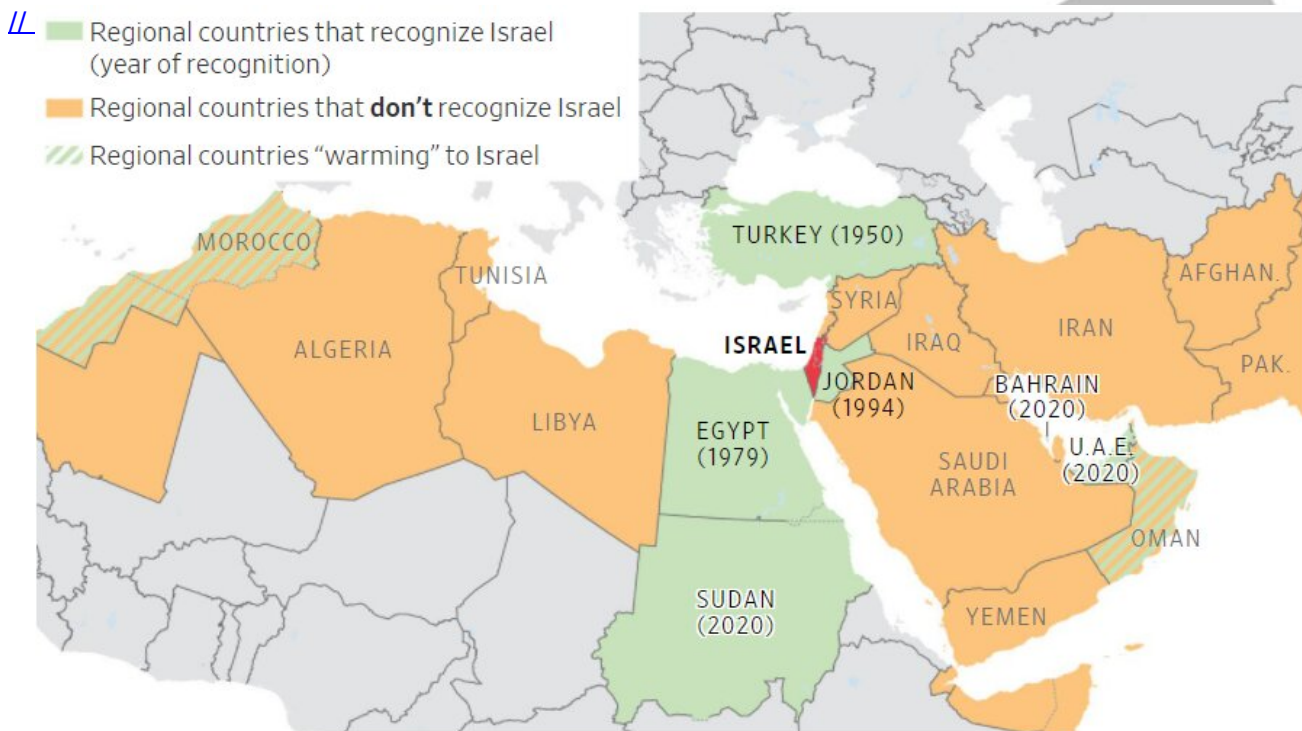 //
Regional countries that recognize Israel
(year of recognition)
Regional countries that don't recognize Israel
Regional countries “warming” to Israel
MOROCCO
TURKEY (1950)
AFGHAN.
TUNISIA
SYRIA
IRAN
ISRAEL
IRAQ
ALGERIA
PAK.
JORDAN
(1994)
BAHRAIN
(2020)
LIBYA
EGYPT
(1979)
U.A.E.
(2020)
SAUDI
ARABIA
OMAN
SUDAN
(2020)
YEMEN